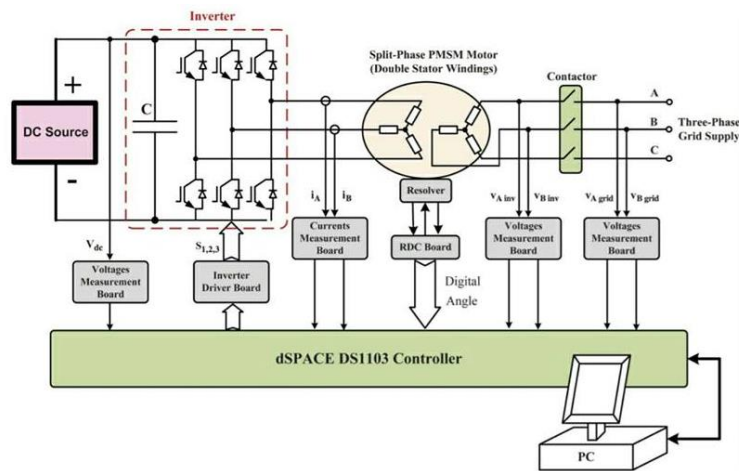 Inverter
Split-Phase PMSM Motor
(Double Stator Windings)
Contactor
+
C
DC Source
-
A
B
C
Three-Phase
Grid Supply
Resolver
i_A
i_B
v_A inv
v_B inv
v_A grid
v_B grid
V_dc
S_1,2,3
Currents
Measurement
Board
RDC Board
Voltages
Measurement
Board
Voltages
Measurement
Board
Voltages
Measurement
Board
Inverter
Driver Board
Digital
Angle
dSPACE DS1103 Controller
PC